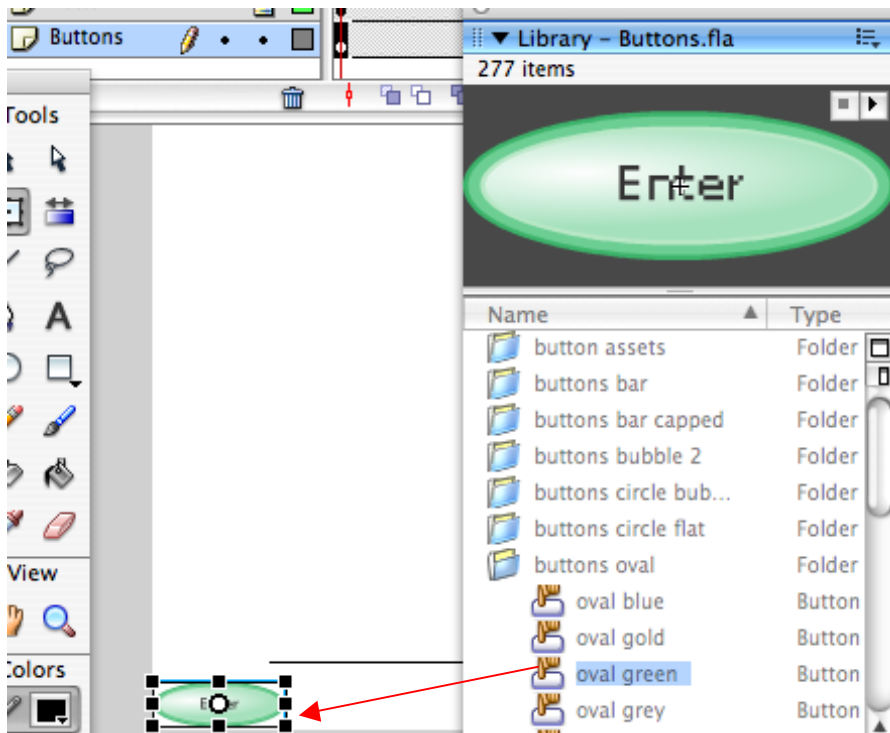 Buttons
Library – Buttons.fla
277 items
Tools
Enter
Name Type
button assets Folder
buttons bar Folder
buttons bar capped Folder
buttons bubble 2 Folder
buttons circle bub... Folder
buttons circle flat Folder
buttons oval Folder
oval blue Button
oval gold Button
oval green Button
oval grey Button
View
Colors
A